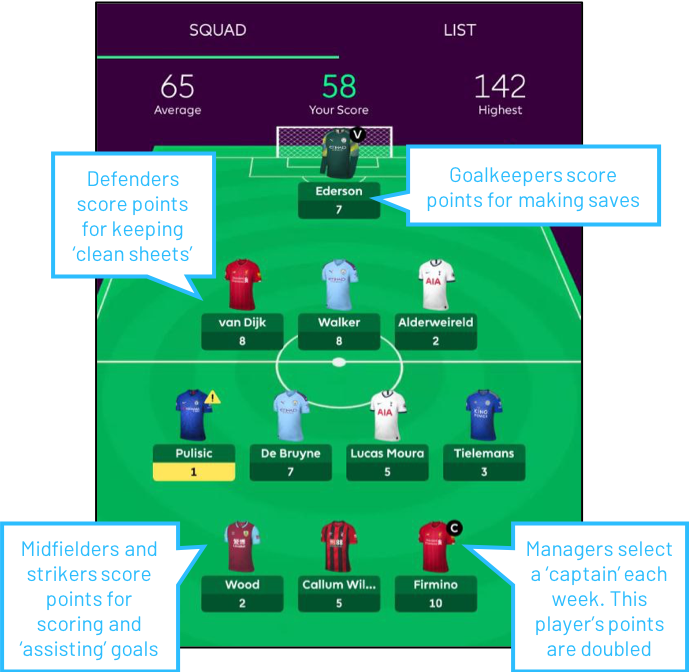 SQUAD
LIST
65
58
142
Average
Your Score
Highest
V
Defenders
score points
for keeping
‘clean sheets’
Goalkeepers score
points for making saves
Ederson
7
AIA
van Dijk
Walker
Alderweireld
8
8
2
AIA
KING
POWER
Pulisic
De Bruyne
Lucas Moura
Tielemans
1
7
5
3
Midfielders and
strikers score
points for
scoring and
‘assisting’ goals
C
Managers select
a ‘captain’ each
week. This
player’s points
are doubled
Wood
Callum Wil...
Firmino
2
5
10